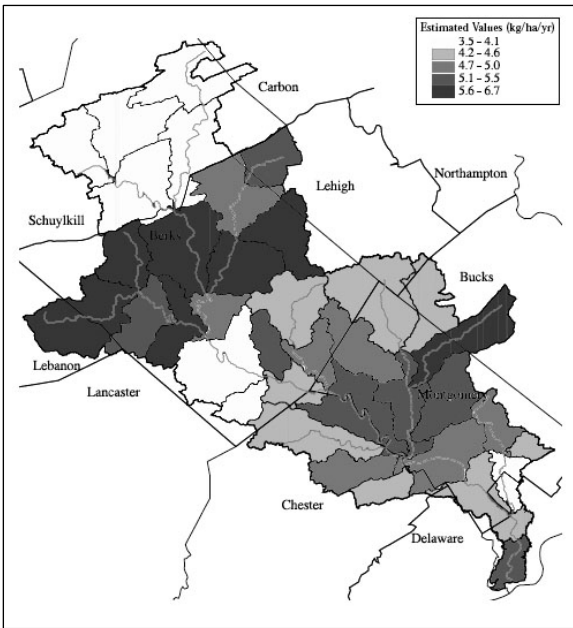 Estimated Values (kg/ha/yr)
3.5 – 4.1
4.2 – 4.6
4.7 – 5.0
5.1 – 5.5
5.6 – 6.7
Carbon
Northampton
Lehigh
Schuylkill
Berks
Bucks
Lebanon
Lancaster
Montgomery
Chester
Delaware